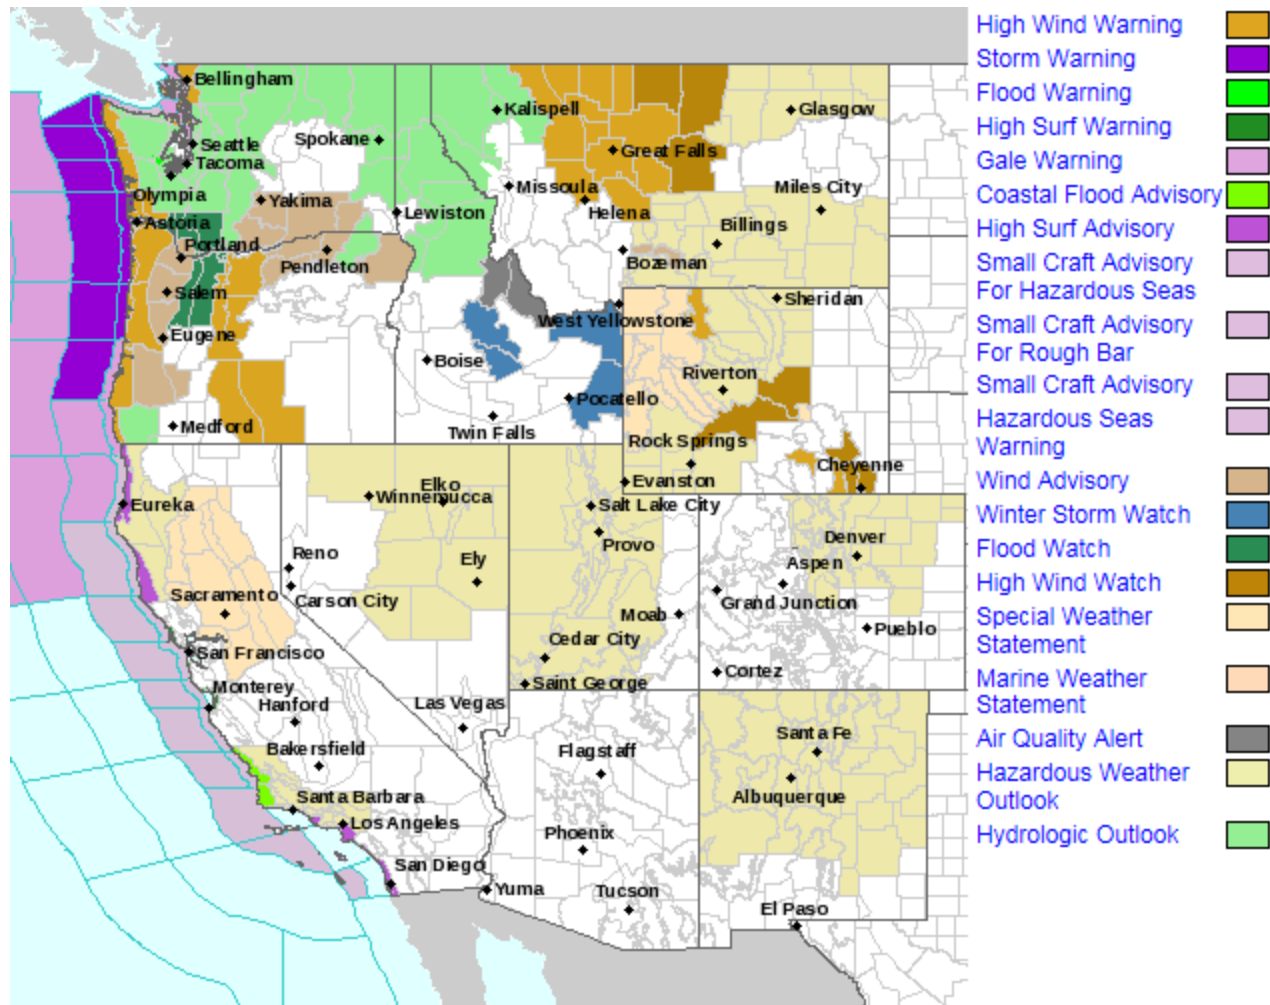 High Wind Warning
Storm Warning
Flood Warning
High Surf Warning
Gale Warning
Coastal Flood Advisory
High Surf Advisory
Small Craft Advisory
For Hazardous Seas
Small Craft Advisory
For Rough Bar
Small Craft Advisory
Hazardous Seas
Warning
Wind Advisory
Winter Storm Watch
Flood Watch
High Wind Watch
Special Weather
Statement
Marine Weather
Statement
Air Quality Alert
Hazardous Weather
Outlook
Hydrologic Outlook
Bellingham
Kalispell
Glasgow
Seattle
Spokane
Great Falls
Tacoma
Olympia
Missoula
Miles City
Yakima
Helena
Lewiston
Astoria
Billings
Portland
Pendleton
Bozeman
Salem
Sheridan
West Yellowstone
Eugene
Boise
Riverton
Pocatello
Medford
Twin Falls
Rock Springs
Cheyenne
Evanston
Elko
Winnemucca
Eureka
Salt Lake City
Provo
Denver
Reno
Ely
Aspen
Sacramento
Carson City
Grand Junction
Moab
Pueblo
Cedar City
San Francisco
Cortez
Saint George
Monterey
Hanford
Las Vegas
Santa Fe
Bakersfield
Flagstaff
Albuquerque
Santa Barbara
Los Angeles
Phoenix
San Diego
Yuma
Tucson
El Paso